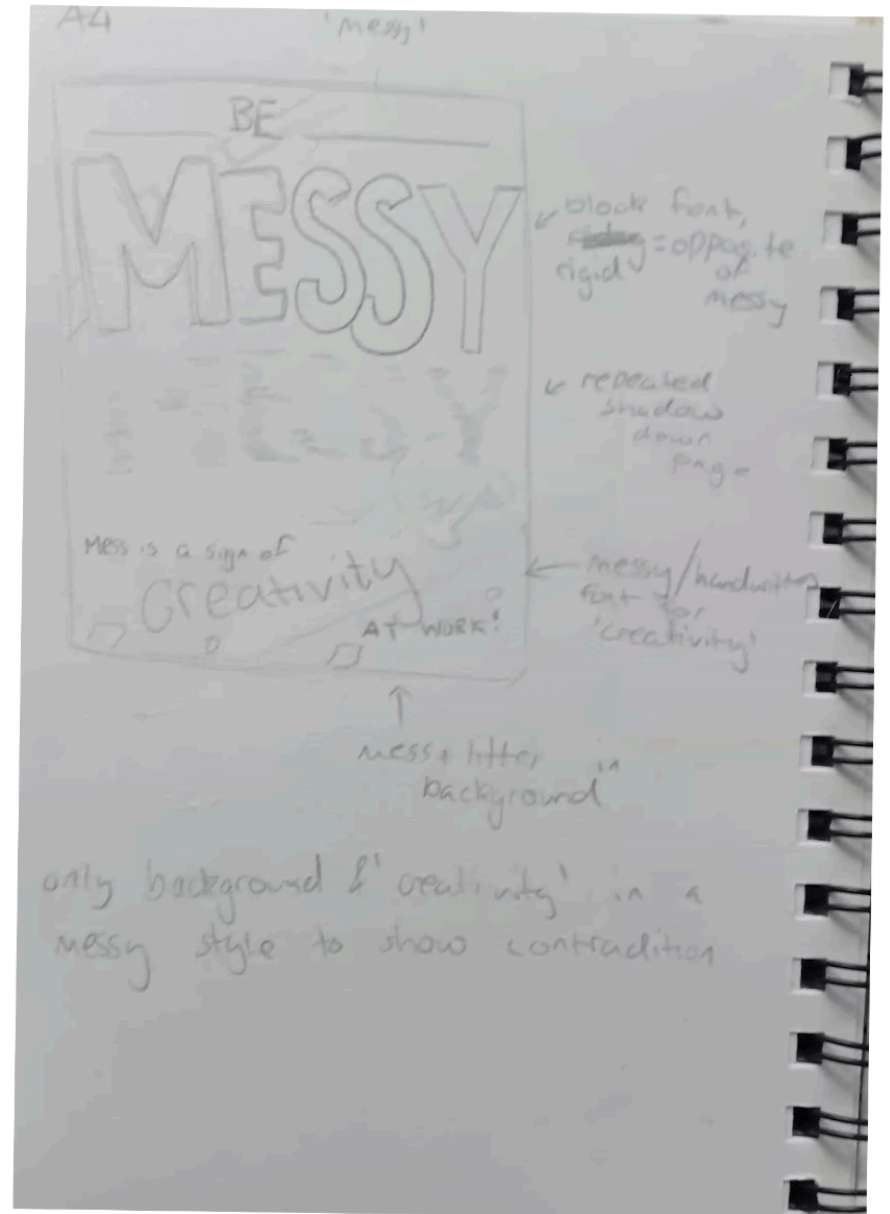 A4
'messy'
BE
MESSY
block font,
rigid = opposite
of
messy
MESSY
repeated
shadow
down
page
Mess is a sign of
Creativity
AT WORK!
messy/handwritten
font for
'creativity'
mess + litter in
background
only background & 'creativity' in a
messy style to show contradition